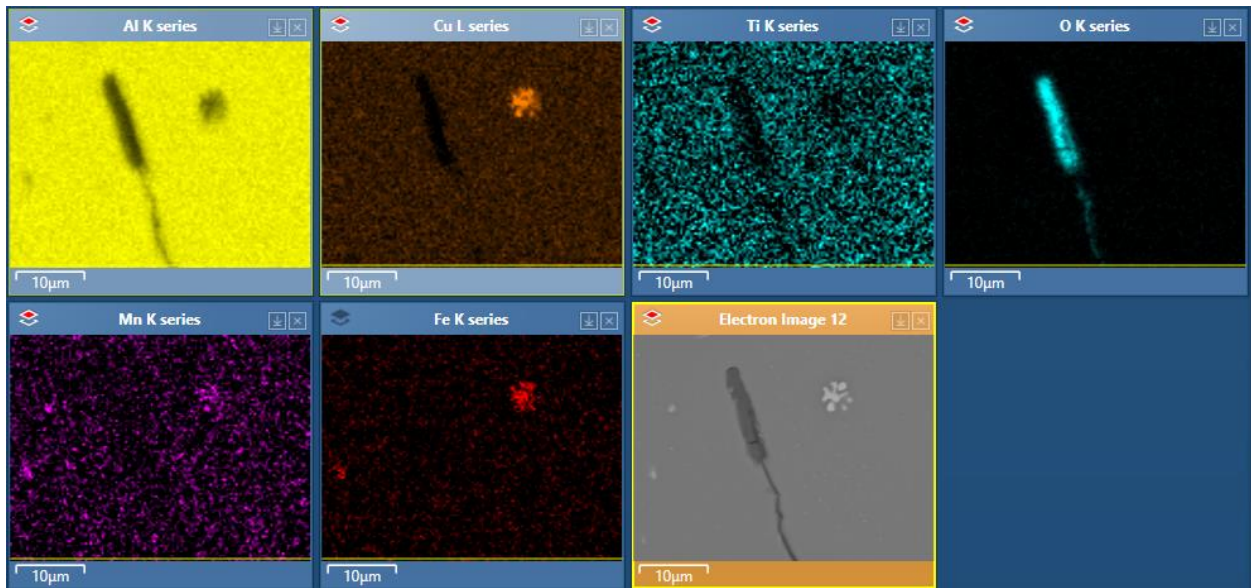 Al K series
Cu L series
Ti K series
O K series
10µm
10µm
10µm
10µm
Mn K series
Fe K series
Electron Image 12
10µm
10µm
10µm